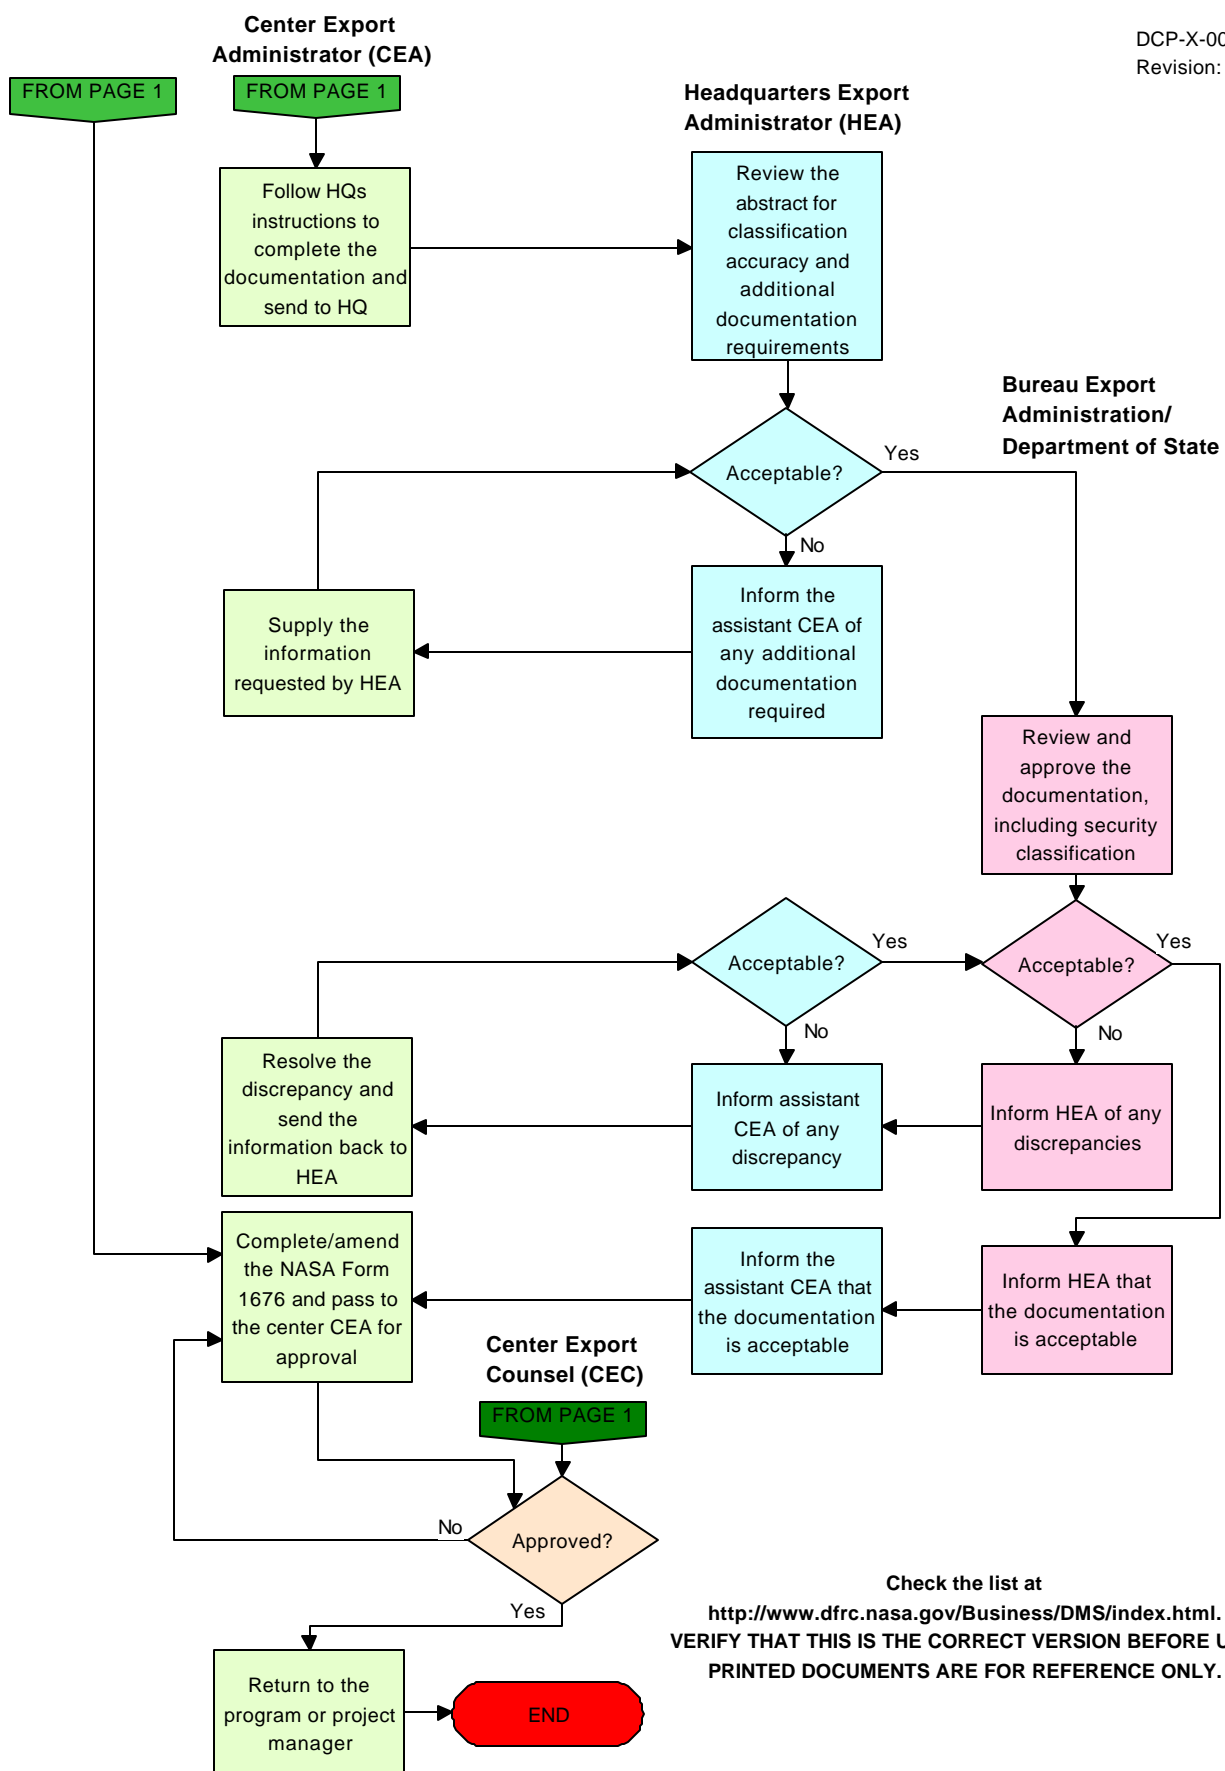 Center Export
Administrator (CEA)
DCP-X-00
Revision:
FROM PAGE 1
FROM PAGE 1
Headquarters Export
Administrator (HEA)
Follow HQs
instructions to
complete the
documentation and
send to HQ
Review the
abstract for
classification
accuracy and
additional
documentation
requirements
Bureau Export
Administration/
Department of State
Acceptable?
Yes
No
Supply the
information
requested by HEA
Inform the
assistant CEA of
any additional
documentation
required
Review and
approve the
documentation,
including security
classification
Acceptable?
Yes
No
Acceptable?
Yes
No
Resolve the
discrepancy and
send the
information back to
HEA
Inform assistant
CEA of any
discrepancy
Inform HEA of any
discrepancies
Complete/amend
the NASA Form
1676 and pass to
the center CEA for
approval
Inform the
assistant CEA that
the documentation
is acceptable
Inform HEA that
the documentation
is acceptable
Center Export
Counsel (CEC)
FROM PAGE 1
Approved?
No
Yes
Return to the
program or project
manager
END
Check the list at
http://www.dfrc.nasa.gov/Business/DMS/index.html.
VERIFY THAT THIS IS THE CORRECT VERSION BEFORE U
PRINTED DOCUMENTS ARE FOR REFERENCE ONLY.